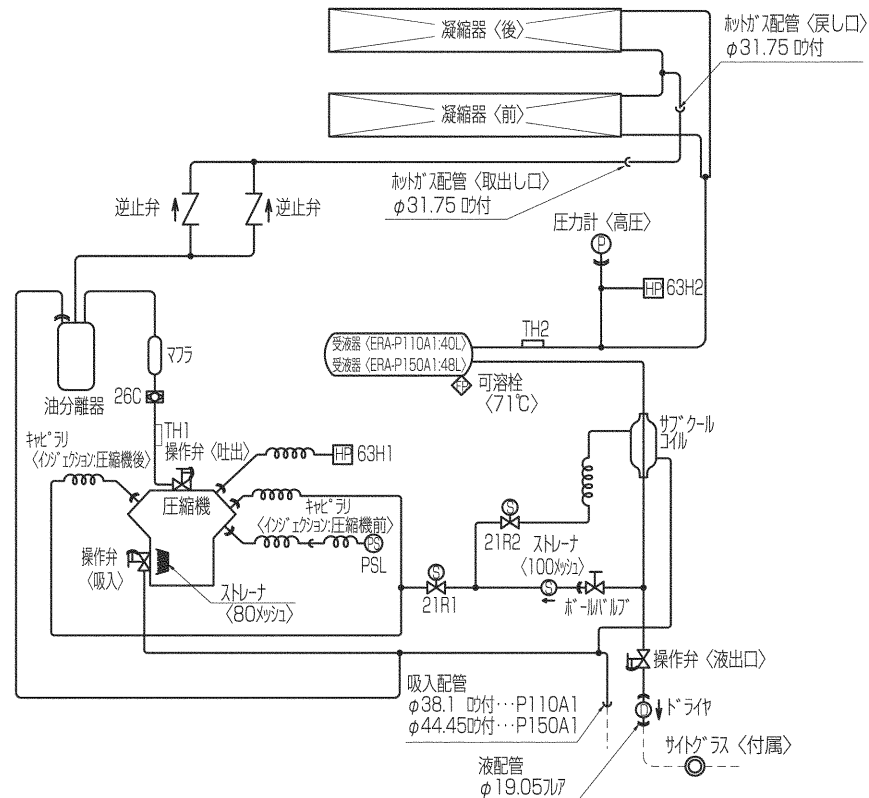 凝縮器〈後〉
ﾎｯﾄｶﾞｽ配管〈戻し口〉
φ31.75 ﾛｳ付
凝縮器〈前〉
ﾎｯﾄｶﾞｽ配管〈取出し口〉
φ31.75 ﾛｳ付
逆止弁
逆止弁
圧力計〈高圧〉
P
HP
63H2
TH2
受液器〈ERA-P110A1:40L〉
受液器〈ERA-P150A1:48L〉
可溶栓
〈71℃〉
マフラ
油分離器
26C
TH1
操作弁〈吐出〉
ｻﾌﾞｸｰﾙ
ｺｲﾙ
ｷｬﾋﾟﾗﾘ
〈ｲﾝｼﾞｪｸｼｮﾝ:圧縮機後〉
HP
63H1
圧縮機
ｷｬﾋﾟﾗﾘ
〈ｲﾝｼﾞｪｸｼｮﾝ:圧縮機前〉
PS
PSL
S
21R2
ｽﾄﾚｰﾅ
〈100ﾒｯｼｭ〉
操作弁
〈吸入〉
ｽﾄﾚｰﾅ
〈80ﾒｯｼｭ〉
S
21R1
S
ﾎﾞｰﾙﾊﾞﾙﾌﾞ
操作弁〈液出口〉
吸入配管
φ38.1 ﾛｳ付･･･P110A1
φ44.45ﾛｳ付･･･P150A1
D
ドライヤ
液配管
φ19.05ﾌﾚｱ
ｻｲﾄｸﾞﾗｽ〈付属〉